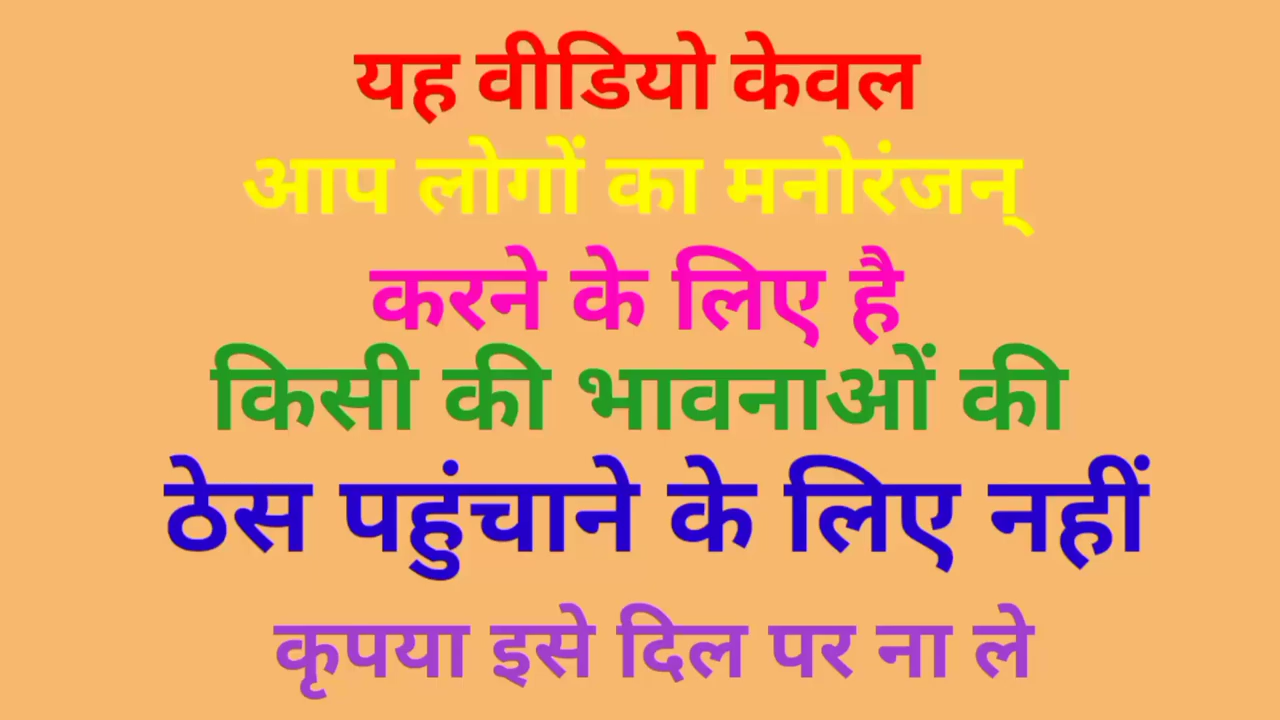 यह वीडियो केवल
आप लोगों का मनोरंजन्
करने के लिए है
किसी की भावनाओं की
ठेस पहुंचाने के लिए नहीं
कृपया इसे दिल पर ना ले